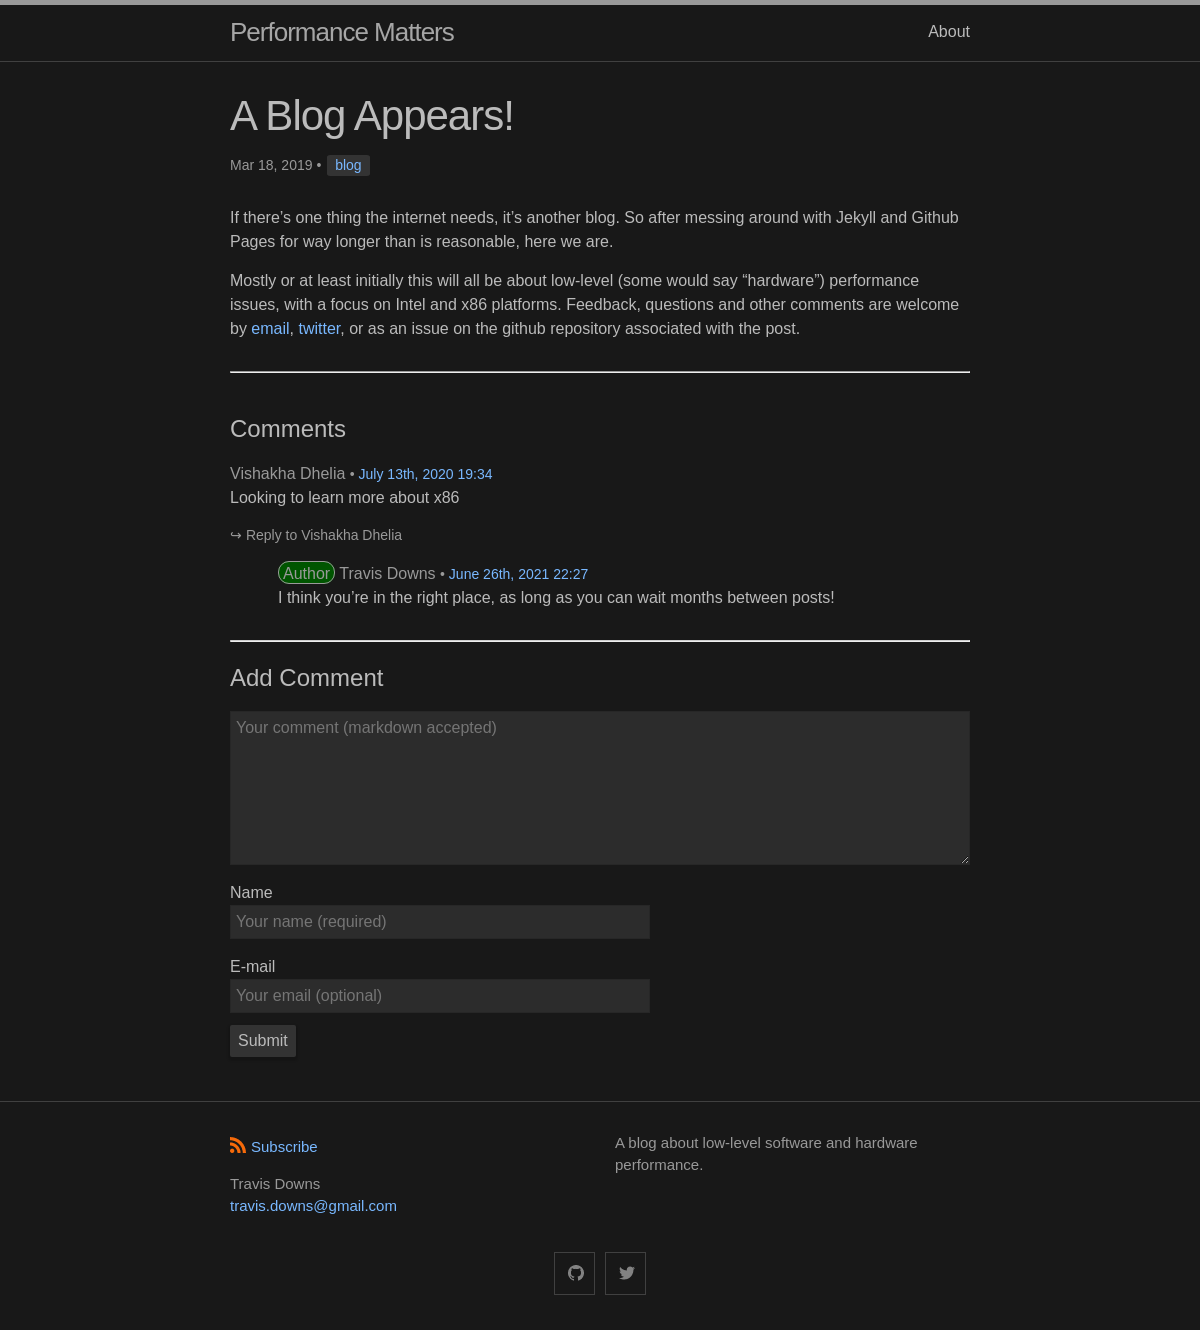 Performance Matters
About
A Blog Appears!
Mar 18, 2019 • blog
If there’s one thing the internet needs, it’s another blog. So after messing around with Jekyll and Github
Pages for way longer than is reasonable, here we are.
Mostly or at least initially this will all be about low-level (some would say “hardware”) performance
issues, with a focus on Intel and x86 platforms. Feedback, questions and other comments are welcome
by email, twitter, or as an issue on the github repository associated with the post.
Comments
Vishakha Dhelia • July 13th, 2020 19:34
Looking to learn more about x86
↪ Reply to Vishakha Dhelia
Author Travis Downs • June 26th, 2021 22:27
I think you’re in the right place, as long as you can wait months between posts!
Add Comment
Your comment (markdown accepted)
Name
Your name (required)
E-mail
Your email (optional)
Submit
Subscribe
Travis Downs
travis.downs@gmail.com
A blog about low-level software and hardware
performance.